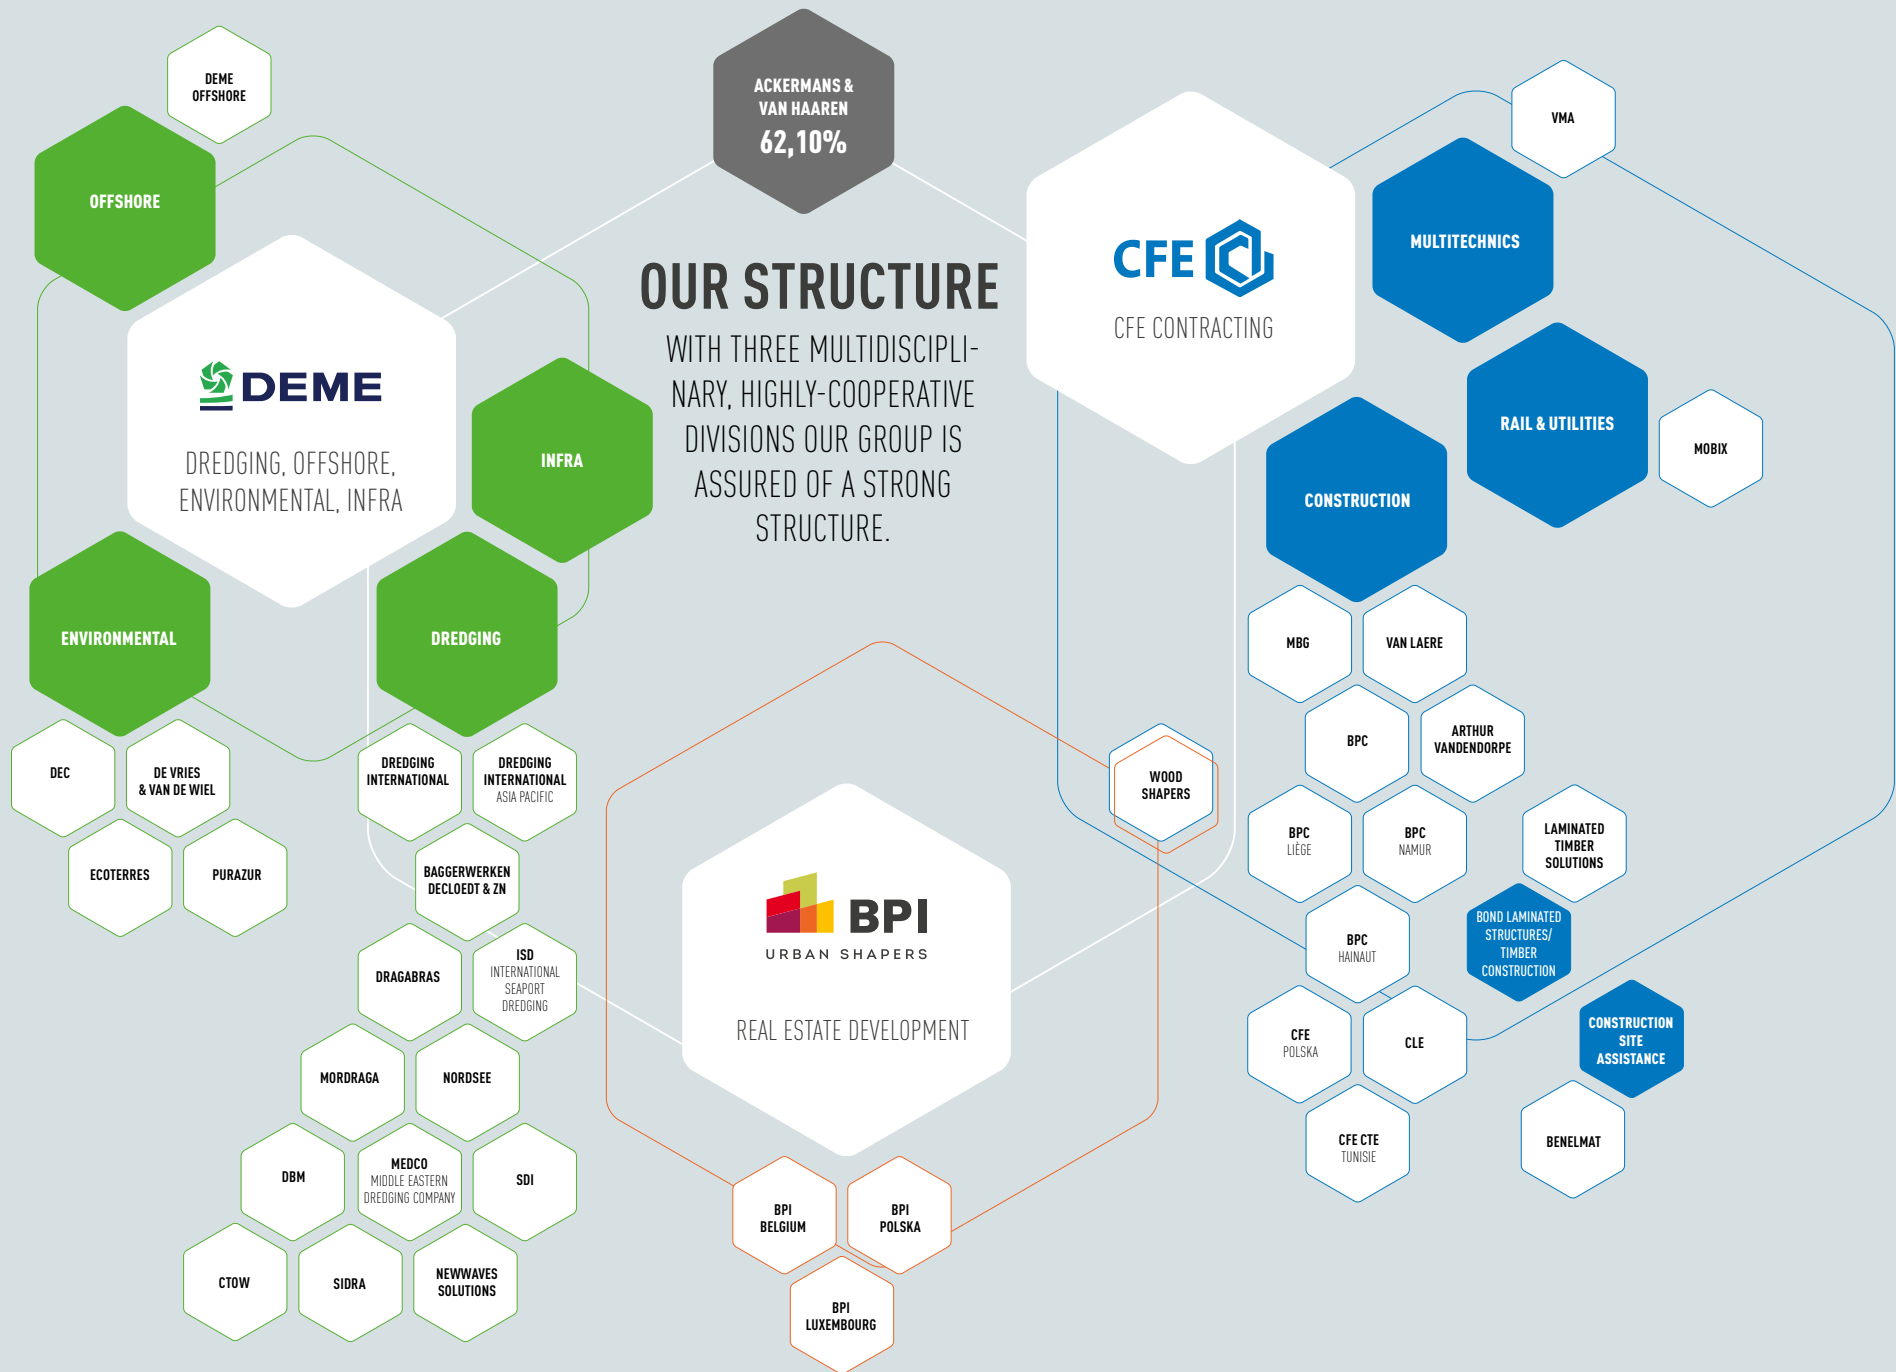 DEME
OFFSHORE
OFFSHORE
DEME
DREDGING, OFFSHORE,
ENVIRONMENTAL, INFRA
INFRA
ENVIRONMENTAL
DREDGING
DEC
DE VRIES
& VAN DE WIEL
ECOTERRES
PURAZUR
DREDGING
INTERNATIONAL
DREDGING
INTERNATIONAL
ASIA PACIFIC
BAGGERWERKEN
DECLOEDT & ZN
DRAGABRAS
ISD
INTERNATIONAL
SEAPORT
DREDGING
MORDRAGA
NORDSEE
DBM
MEDCO
MIDDLE EASTERN
DREDGING COMPANY
SDI
CTOW
SIDRA
NEWWAVES
SOLUTIONS
ACKERMANS &
VAN HAAREN
62,10%
OUR STRUCTURE
WITH THREE MULTIDISCIPLI-
NARY, HIGHLY-COOPERATIVE
DIVISIONS OUR GROUP IS
ASSURED OF A STRONG
STRUCTURE.
BPI
URBAN SHAPERS
REAL ESTATE DEVELOPMENT
BPI
BELGIUM
BPI
POLSKA
BPI
LUXEMBOURG
WOOD
SHAPERS
CFE
CFE CONTRACTING
VMA
MULTITECHNICS
RAIL & UTILITIES
MOBIX
CONSTRUCTION
MBG
VAN LAERE
BPC
ARTHUR
VANDENDORPE
BPC
LIÈGE
BPC
NAMUR
LAMINATED
TIMBER
SOLUTIONS
BPC
HAINAUT
BOND LAMINATED
STRUCTURES/
TIMBER
CONSTRUCTION
CFE
POLSKA
CLE
CONSTRUCTION
SITE
ASSISTANCE
CFE CTE
TUNISIE
BENELMAT